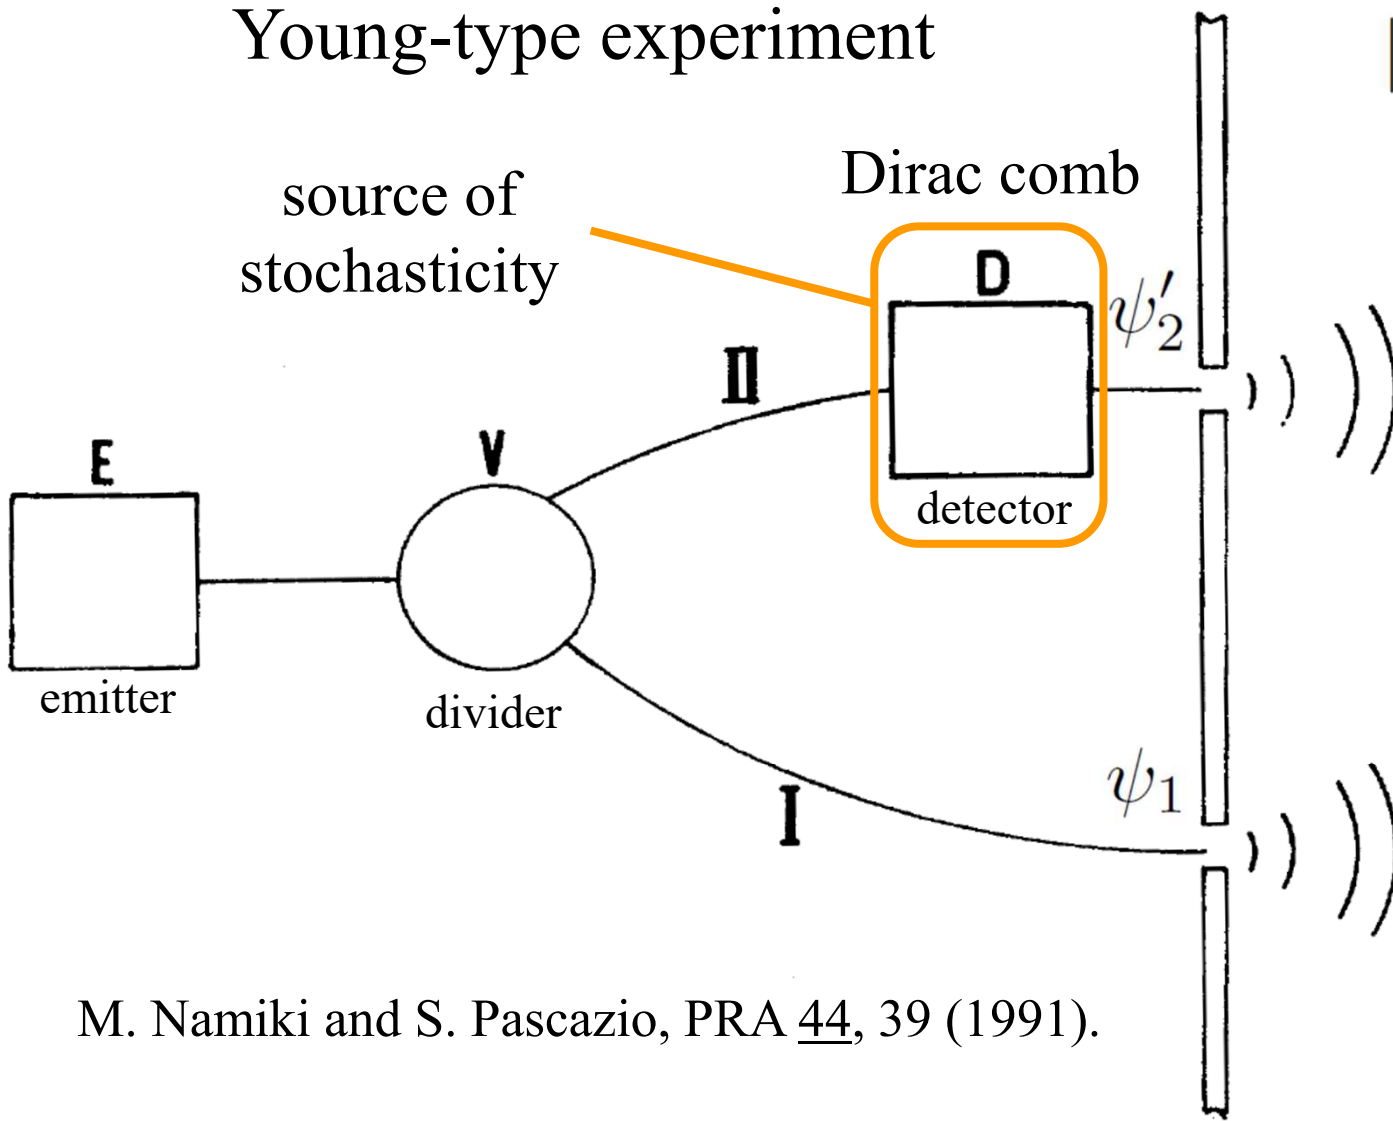 Young-type experiment
source of
stochasticity
Dirac comb
D
ψ′₂
II
detector
E
V
emitter
divider
ψ₁
I
M. Namiki and S. Pascazio, PRA 44, 39 (1991).